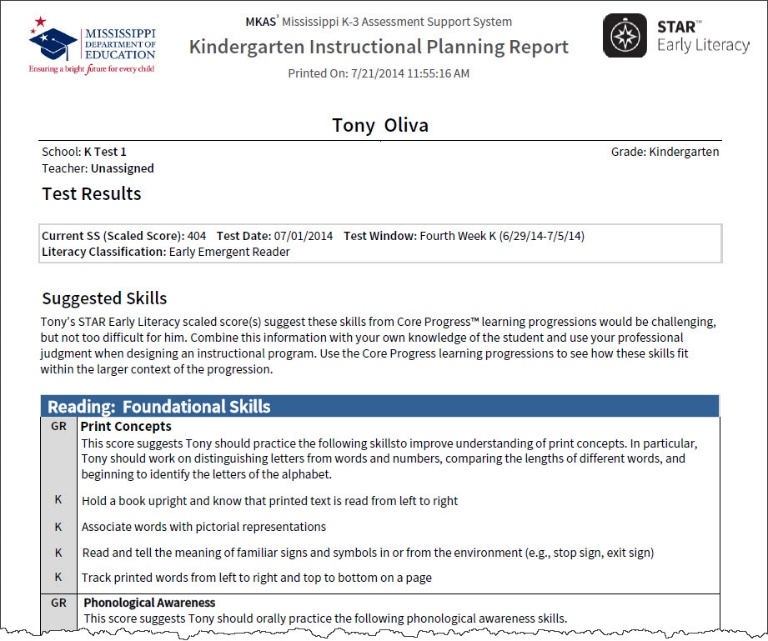 MISSISSIPPI
DEPARTMENT OF
EDUCATION
Ensuring a bright future for every child
MKAS² Mississippi K-3 Assessment Support System
Kindergarten Instructional Planning Report
Printed On: 7/21/2014 11:55:16 AM
STAR™
Early Literacy
Tony Oliva
School: K Test 1
Grade: Kindergarten
Teacher: Unassigned
Test Results
Current SS (Scaled Score): 404 Test Date: 07/01/2014 Test Window: Fourth Week K (6/29/14-7/5/14)
Literacy Classification: Early Emergent Reader
Suggested Skills
Tony's STAR Early Literacy scaled score(s) suggest these skills from Core Progress™ learning progressions would be challenging,
but not too difficult for him. Combine this information with your own knowledge of the student and use your professional
judgment when designing an instructional program. Use the Core Progress learning progressions to see how these skills fit
within the larger context of the progression.
Reading: Foundational Skills
GR Print Concepts
This score suggests Tony should practice the following skillsto improve understanding of print concepts. In particular,
Tony should work on distinguishing letters from words and numbers, comparing the lengths of different words, and
beginning to identify the letters of the alphabet.
K Hold a book upright and know that printed text is read from left to right
K Associate words with pictorial representations
K Read and tell the meaning of familiar signs and symbols in or from the environment (e.g., stop sign, exit sign)
K Track printed words from left to right and top to bottom on a page
GR Phonological Awareness
This score suggests Tony should orally practice the following phonological awareness skills.